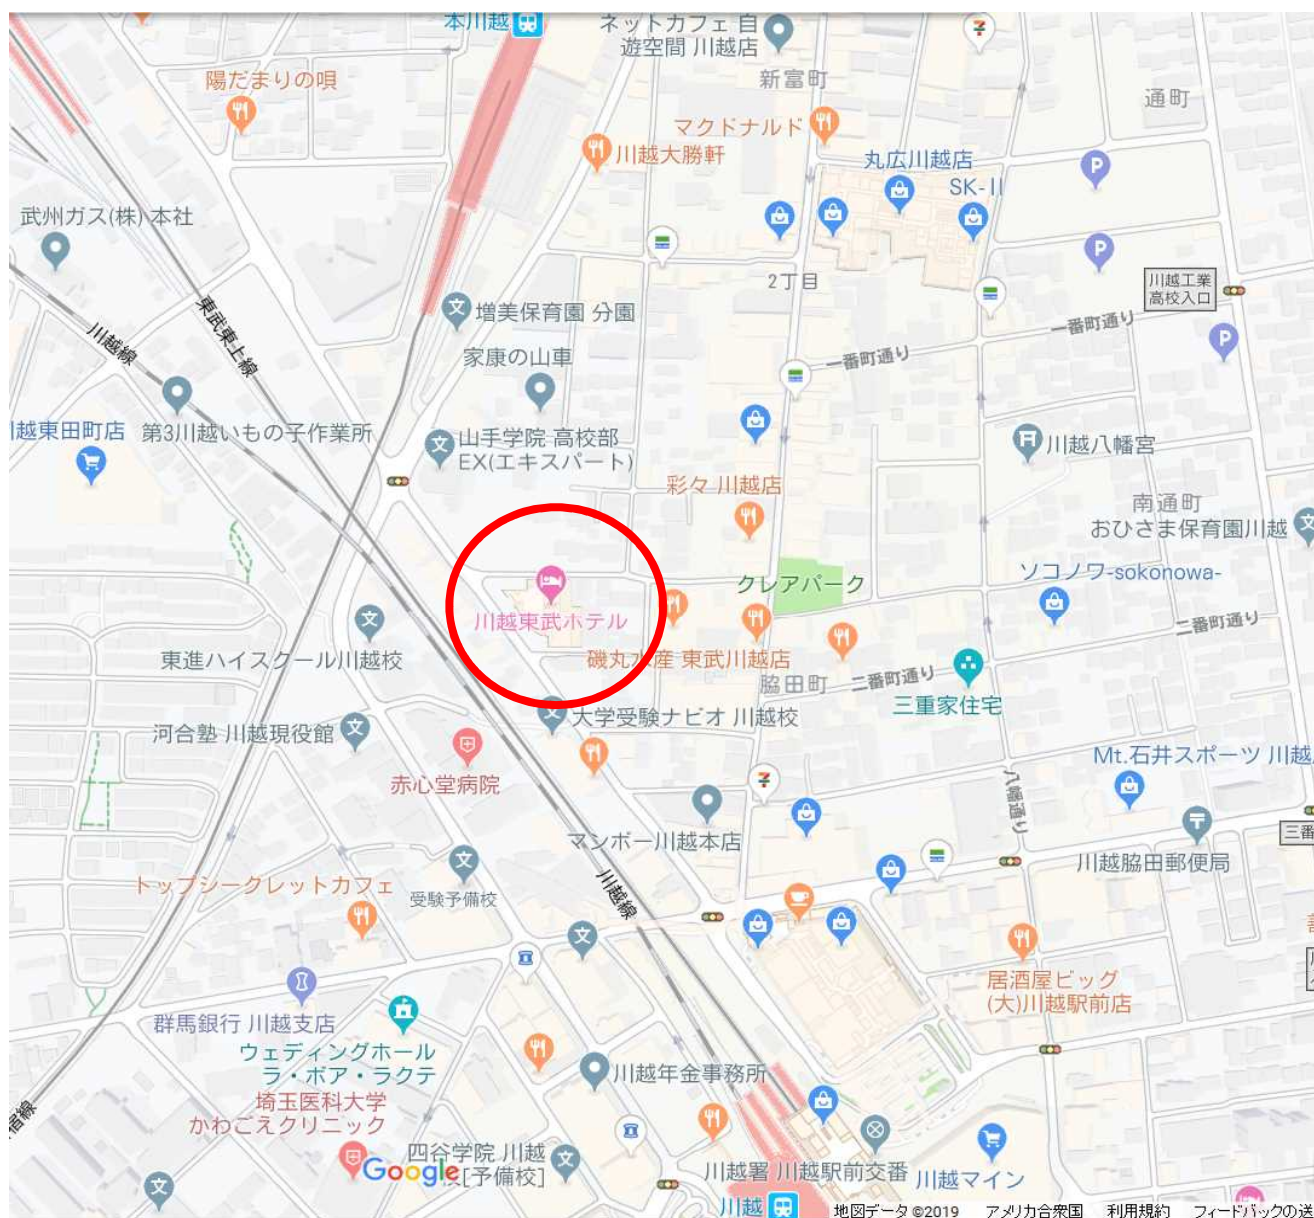 本川越
ネットカフェ 自
遊空間 川越店
新富町
通町
陽だまりの唄
マクドナルド
川越大勝軒
丸広川越店
SK-II
武州ガス(株) 本社
2丁目
川越工業
高校入口
東武東上線
増美保育園 分園
一番町通り
川越線
家康の山車
一番町通り
越東田町店
第3川越いもの子作業所
山手学院 高校部
EX(エキスパート)
川越八幡宮
彩々 川越店
南通町
おひさま保育園川越
クレアパーク
ソコノワ-sokonowa-
川越東武ホテル
二番町通り
東進ハイスクール川越校
磯丸水産 東武川越店
脇田町
二番町通り
三重家住宅
大学受験ナビオ 川越校
河合塾 川越現役館
赤心堂病院
Mt.石井スポーツ 川越
八幡通り
マンボー川越本店
三番
川越脇田郵便局
トップシークレットカフェ
受験予備校
川越線
居酒屋ビッグ
(大)川越駅前店
群馬銀行 川越支店
ウェディングホール
ラ・ボア・ラクテ
川越年金事務所
埼玉医科大学
かわごえクリニック
宿線
四谷学院 川越
[予備校]
Google
川越署 川越駅前交番
川越マイン
川越
地図データ ©2019 アメリカ合衆国 利用規約 フィードバックの送